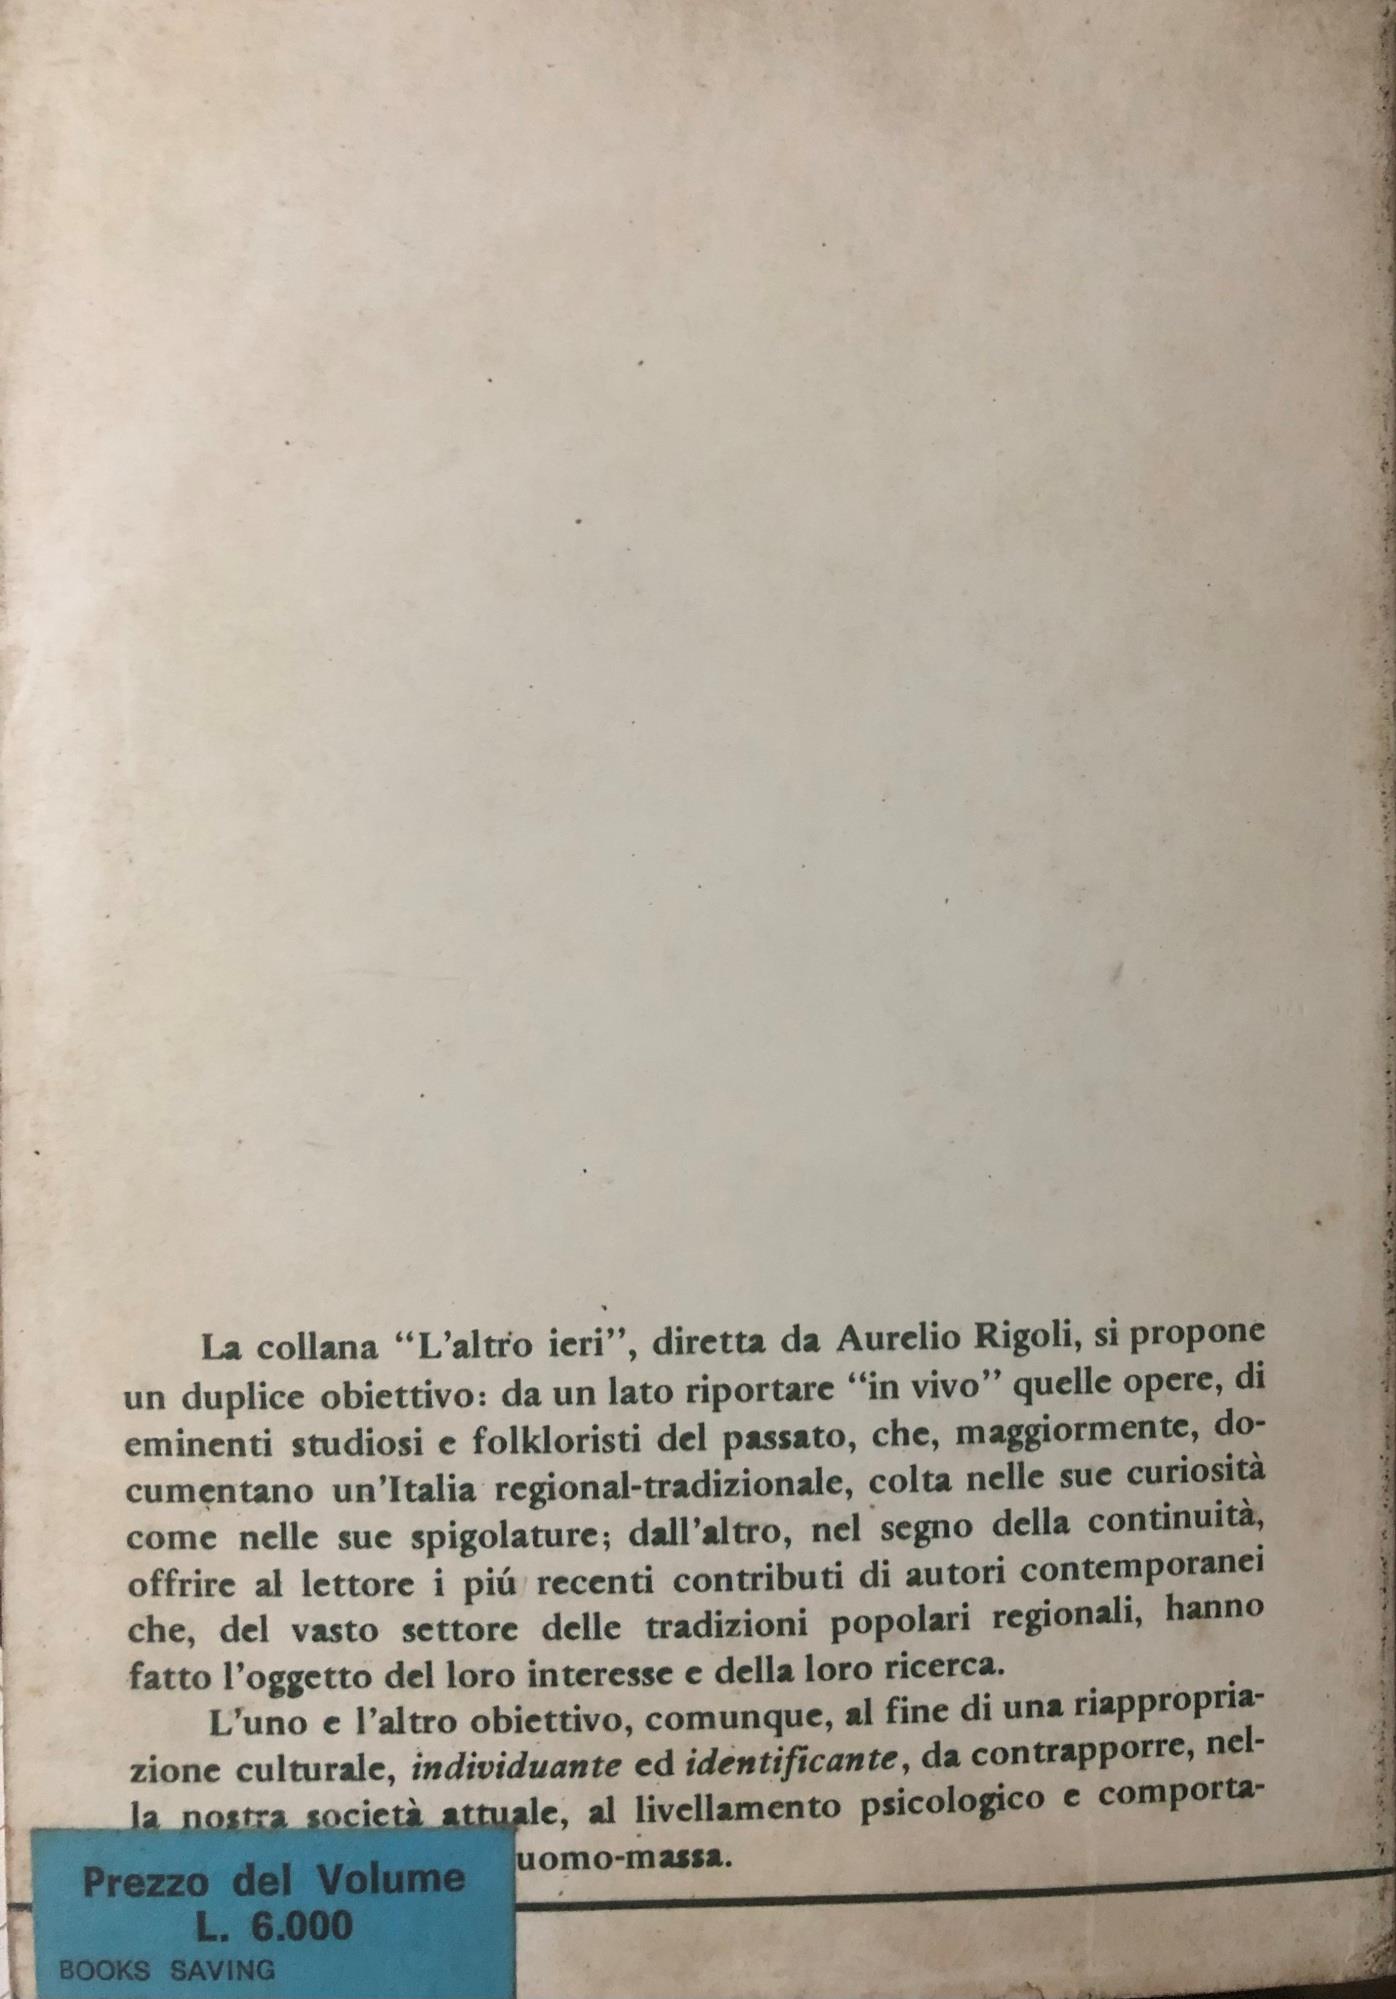 La collana “L’altro ieri”, diretta da Aurelio Rigoli, si propone
un duplice obiettivo: da un lato riportare “in vivo” quelle opere, di
eminenti studiosi e folkloristi del passato, che, maggiormente, do-
cumentano un’Italia regional-tradizionale, colta nelle sue curiosità
come nelle sue spigolature; dall’altro, nel segno della continuità,
offrire al lettore i piú recenti contributi di autori contemporanei
che, del vasto settore delle tradizioni popolari regionali, hanno
fatto l’oggetto del loro interesse e della loro ricerca.
L’uno e l’altro obiettivo, comunque, al fine di una riappropria-
zione culturale, individuante ed identificante, da contrapporre, nel-
la nostra società attuale, al livellamento psicologico e comporta-
uomo-massa.
Prezzo del Volume
L. 6.000
BOOKS SAVING